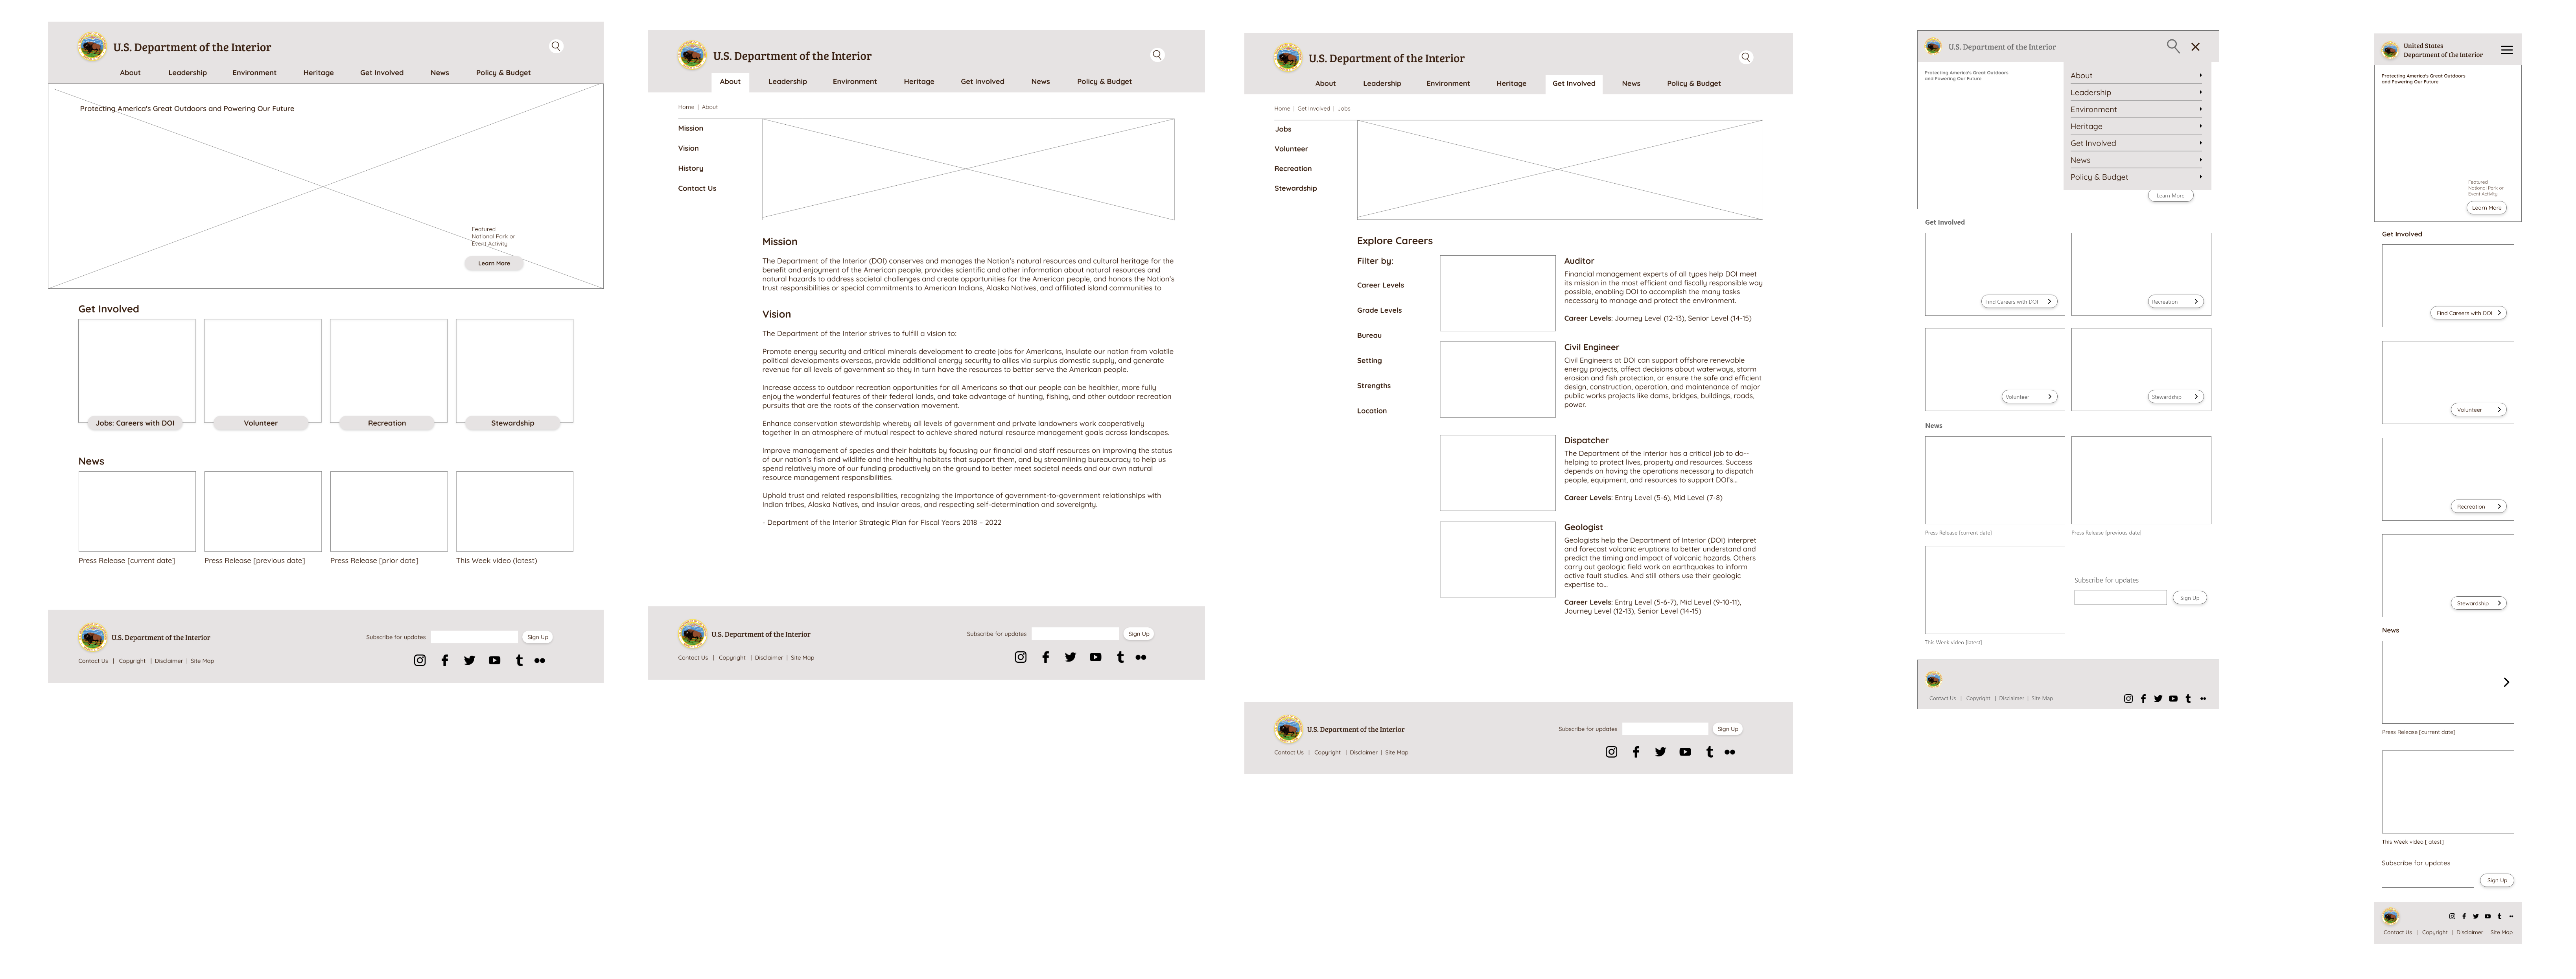 U.S. Department of the Interior
About Leadership Environment Heritage Get Involved News Policy & Budget
Protecting America's Great Outdoors and Powering Our Future
Featured
National Park or
Event Activity
Learn More
Get Involved
Jobs: Careers with DOI Volunteer Recreation Stewardship
News
Press Release [current date] Press Release [previous date] Press Release [prior date] This Week video (latest)
U.S. Department of the Interior
Subscribe for updates Sign Up
Contact Us | Copyright | Disclaimer | Site Map
U.S. Department of the Interior
About Leadership Environment Heritage Get Involved News Policy & Budget
Home | About
Mission
Vision
History
Contact Us
Mission
The Department of the Interior (DOI) conserves and manages the Nation's natural resources and cultural heritage for the
benefit and enjoyment of the American people, provides scientific and other information about natural resources and
natural hazards to address societal challenges and create opportunities for the American people, and honors the Nation's
trust responsibilities or special commitments to American Indians, Alaska Natives, and affiliated island communities to
Vision
The Department of the Interior strives to fulfill a vision to:
Promote energy security and critical minerals development to create jobs for Americans, insulate our nation from volatile
political developments overseas, provide additional energy security to allies via surplus domestic supply, and generate
revenue for all levels of government so they in turn have the resources to better serve the American people.
Increase access to outdoor recreation opportunities for all Americans so that our people can be healthier, more fully
enjoy the wonderful features of their federal lands, and take advantage of hunting, fishing, and other outdoor recreation
pursuits that are the roots of the conservation movement.
Enhance conservation stewardship whereby all levels of government and private landowners work cooperatively
together in an atmosphere of mutual respect to achieve shared natural resource management goals across landscapes.
Improve management of species and their habitats by focusing our financial and staff resources on improving the status
of our nation's fish and wildlife and the healthy habitats that support them, and by streamlining bureaucracy to help us
spend relatively more of our funding productively on the ground to better meet societal needs and our own natural
resource management responsibilities.
Uphold trust and related responsibilities, recognizing the importance of government-to-government relationships with
Indian tribes, Alaska Natives, and insular areas, and respecting self-determination and sovereignty.
- Department of the Interior Strategic Plan for Fiscal Years 2018 – 2022
U.S. Department of the Interior
Subscribe for updates Sign Up
Contact Us | Copyright | Disclaimer | Site Map
U.S. Department of the Interior
About Leadership Environment Heritage Get Involved News Policy & Budget
Home | Get Involved | Jobs
Jobs
Volunteer
Recreation
Stewardship
Explore Careers
Filter by:
Career Levels
Grade Levels
Bureau
Setting
Strengths
Location
Auditor
Financial management experts of all types help DOI meet
its mission in the most efficient and fiscally responsible way
possible, enabling DOI to accomplish the many tasks
necessary to manage and protect the environment.
Career Levels: Journey Level (12-13), Senior Level (14-15)
Civil Engineer
Civil Engineers at DOI can support offshore renewable
energy projects, affect decisions about waterways, storm
erosion and fish protection, or ensure the safe and efficient
design, construction, operation, and maintenance of major
public works projects like dams, bridges, buildings, roads,
power.
Dispatcher
The Department of the Interior has a critical job to do--
helping to protect lives, property and resources. Success
depends on having the operations necessary to dispatch
people, equipment, and resources to support DOI's...
Career Levels: Entry Level (5-6), Mid Level (7-8)
Geologist
Geologists help the Department of Interior (DOI) interpret
and forecast volcanic eruptions to better understand and
predict the timing and impact of volcanic hazards. Others
carry out geologic field work on earthquakes to inform
active fault studies. And still others use their geologic
expertise to...
Career Levels: Entry Level (5-6-7), Mid Level (9-10-11),
Journey Level (12-13), Senior Level (14-15)
U.S. Department of the Interior
Subscribe for updates Sign Up
Contact Us | Copyright | Disclaimer | Site Map
U.S. Department of the Interior
Protecting America's Great Outdoors
and Powering Our Future
About
Leadership
Environment
Heritage
Get Involved
News
Policy & Budget
Learn More
Get Involved
Find Careers with DOI Recreation
Volunteer Stewardship
News
Press Release [current date] Press Release [previous date]
Subscribe for updates
Sign Up
This Week video [latest]
Contact Us | Copyright | Disclaimer | Site Map
United States
Department of the Interior
Protecting America's Great Outdoors
and Powering Our Future
Featured
National Park or
Event Activity
Learn More
Get Involved
Find Careers with DOI
Volunteer
Recreation
Stewardship
News
Press Release [current date]
This Week video [latest]
Subscribe for updates
Sign Up
Contact Us | Copyright | Disclaimer | Site Map